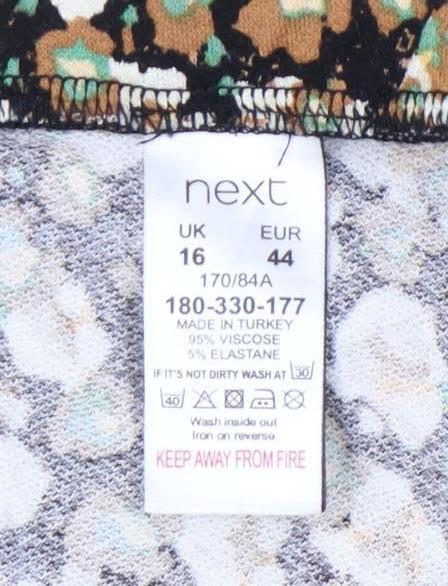 next
UK EUR
16 44
170/84A
180-330-177
MADE IN TURKEY
95% VISCOSE
5% ELASTANE
IF IT'S NOT DIRTY WASH AT 30
40
Wash inside out
Iron on reverse
KEEP AWAY FROM FIRE